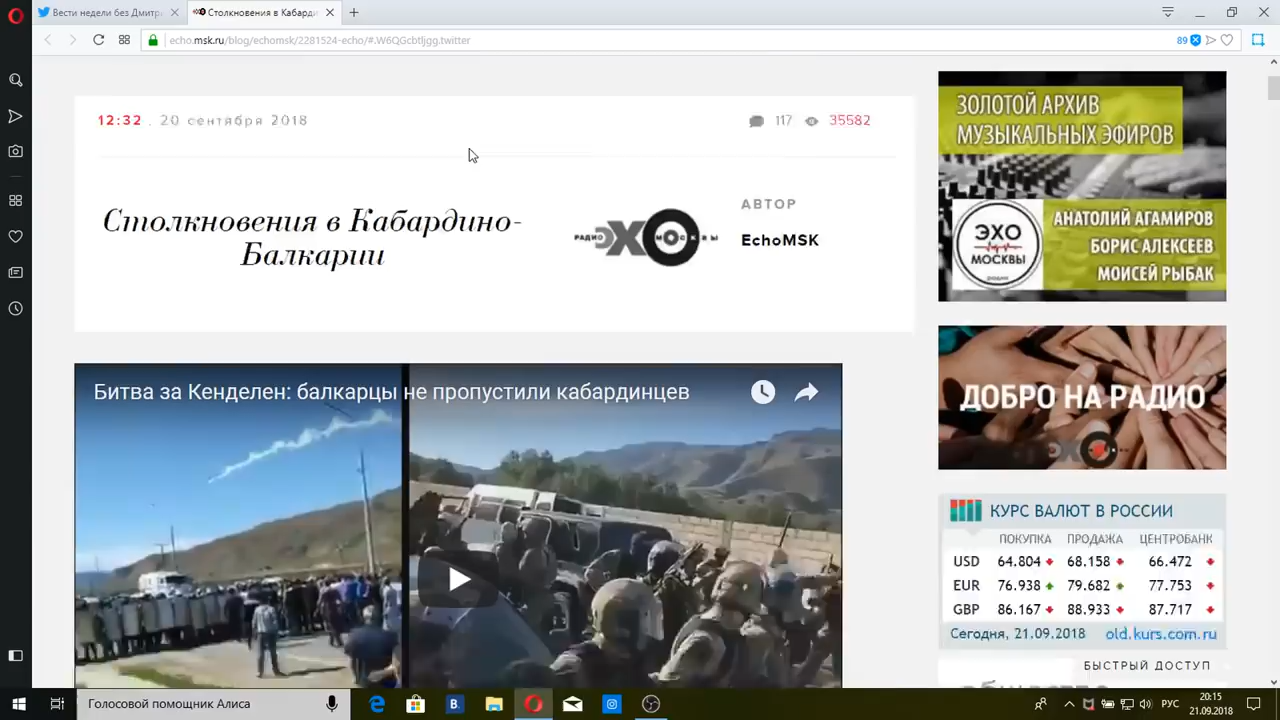 Вести недели без Дмитр
Столкновения в Кабарди
echo.msk.ru/blog/echomsk/2281524-echo/#.W6QGcbtljgg.twitter
89
12:32 . 20 сентября 2018
117
35582
Столкновения в Кабардино-
Балкарии
РАДИО ЭХО МОСКВЫ
АВТОР
EchoMSK
Битва за Кенделен: балкарцы не пропустили кабардинцев
ЗОЛОТОЙ АРХИВ
МУЗЫКАЛЬНЫХ ЭФИРОВ
ЭХО
МОСКВЫ
радио
АНАТОЛИЙ АГАМИРОВ
БОРИС АЛЕКСЕЕВ
МОИСЕЙ РЫБАК
ДОБРО НА РАДИО
КУРС ВАЛЮТ В РОССИИ
ПОКУПКА ПРОДАЖА ЦЕНТРОБАНК
USD 64.804 68.158 66.472
EUR 76.938 79.682 77.753
GBP 86.167 88.933 87.717
Сегодня, 21.09.2018 old.kurs.com.ru
БЫСТРЫЙ ДОСТУП
Голосовой помощник Алиса
РУС
20:15
21.09.2018